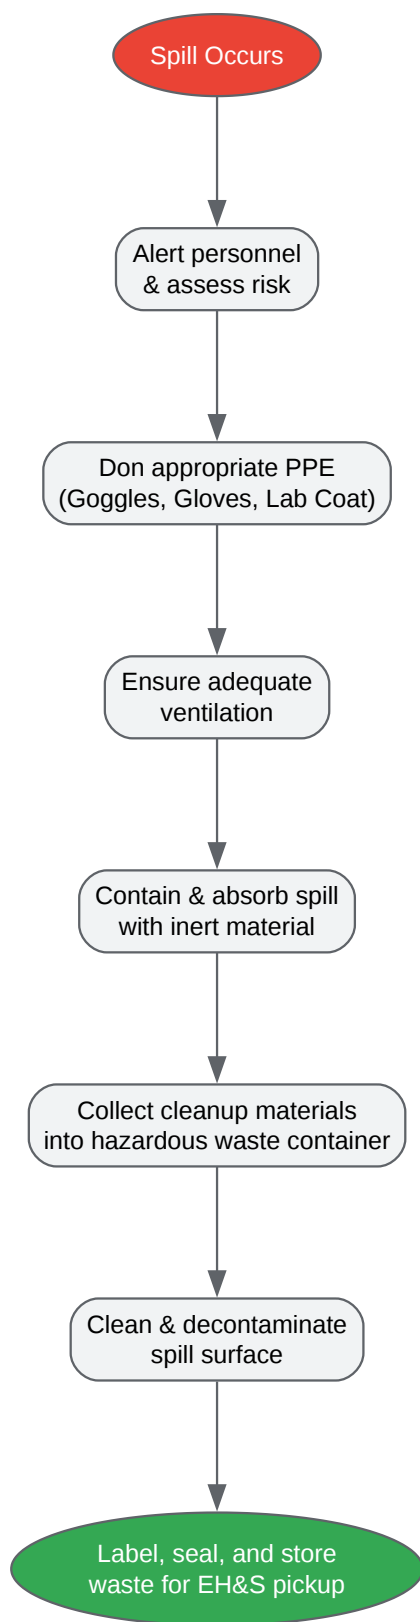 Spill Occurs
Alert personnel
& assess risk
Don appropriate PPE
(Goggles, Gloves, Lab Coat)
Ensure adequate
ventilation
Contain & absorb spill
with inert material
Collect cleanup materials
into hazardous waste container
Clean & decontaminate
spill surface
Label, seal, and store
waste for EH&S pickup